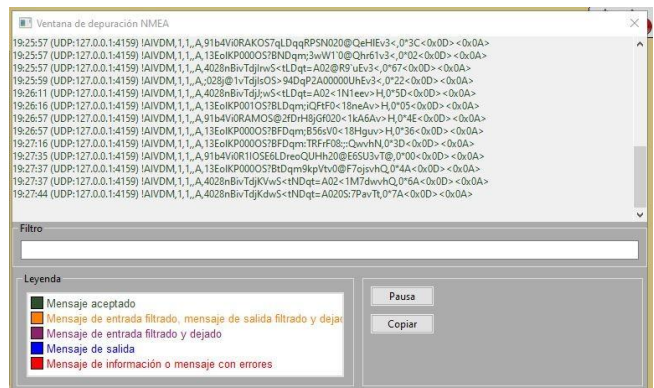 Ventana de depuración NMEA
19:25:57 (UDP:127.0.0.1:4159) !AIVDM,1,1,,A,91b4Vi0RAKOS7qLDqqRPSN020@QeHIEv3<,0*3C<0x0D><0x0A>
19:25:57 (UDP:127.0.0.1:4159) !AIVDM,1,1,,A,13EoIKP000OS?BNDqm;3wW1`0@Qhr61v3<,0*02<0x0D><0x0A>
19:25:57 (UDP:127.0.0.1:4159) !AIVDM,1,1,,A,4028nBivTdjIrwS<tLDqt=A02@R9`uEv3<,0*67<0x0D><0x0A>
19:25:59 (UDP:127.0.0.1:4159) !AIVDM,1,1,,A,;028j@1vTdjIsOS>94DqP2A00000UhEv3<,0*22<0x0D><0x0A>
19:26:11 (UDP:127.0.0.1:4159) !AIVDM,1,1,,A,4028nBivTdjJ;wS<tLDqt=A02<1N1eev>H,0*5D<0x0D><0x0A>
19:26:16 (UDP:127.0.0.1:4159) !AIVDM,1,1,,A,13EoIKP001OS?BLDqm;iQFtF0<18neAv>H,0*05<0x0D><0x0A>
19:26:57 (UDP:127.0.0.1:4159) !AIVDM,1,1,,A,91b4Vi0RAMOS@2fDrH8jGf020<1kA6Av>H,0*4E<0x0D><0x0A>
19:26:57 (UDP:127.0.0.1:4159) !AIVDM,1,1,,A,13EoIKP000OS?BFDqm;B56sV0<18Hguv>H,0*36<0x0D><0x0A>
19:27:16 (UDP:127.0.0.1:4159) !AIVDM,1,1,,A,13EoIKP000OS?BFDqm:TRFrF08;;:QwvhN,0*3D<0x0D><0x0A>
19:27:35 (UDP:127.0.0.1:4159) !AIVDM,1,1,,A,91b4Vi0R1IOSE6LDreoQUHh20@E6SU3vT@,0*00<0x0D><0x0A>
19:27:37 (UDP:127.0.0.1:4159) !AIVDM,1,1,,A,13EoIKP000OS?BtDqm9kpVtv0@F7ojsvhQ,0*4A<0x0D><0x0A>
19:27:37 (UDP:127.0.0.1:4159) !AIVDM,1,1,,A,4028nBivTdjKVwS<tNDqt=A02<1M7dwvhQ,0*6A<0x0D><0x0A>
19:27:44 (UDP:127.0.0.1:4159) !AIVDM,1,1,,A,4028nBivTdjKdwS<tNDqt=A020S:7PavTt,0*7A<0x0D><0x0A>
Filtro
Leyenda
Mensaje aceptado
Mensaje de entrada filtrado, mensaje de salida filtrado y dejad
Mensaje de entrada filtrado y dejado
Mensaje de salida
Mensaje de información o mensaje con errores
Pausa
Copiar